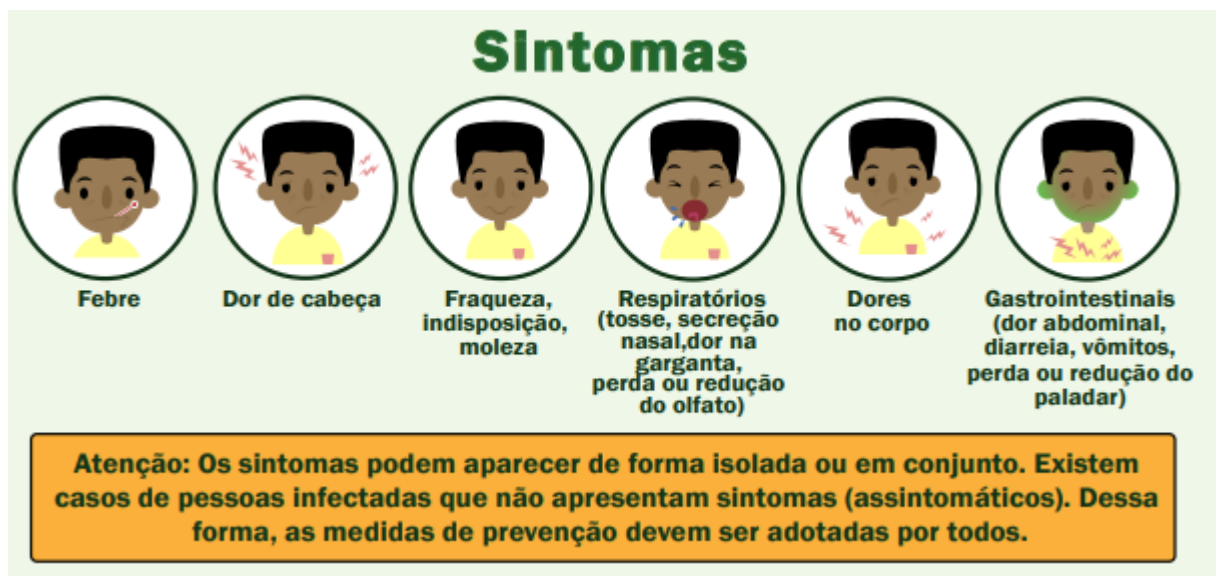 Sintomas
Febre
Dor de cabeça
Fraqueza,
indisposição,
moleza
Respiratórios
(tosse, secreção
nasal,dor na
garganta,
perda ou redução
do olfato)
Dores
no corpo
Gastrointestinais
(dor abdominal,
diarreia, vômitos,
perda ou redução do
paladar)
Atenção: Os sintomas podem aparecer de forma isolada ou em conjunto. Existem
casos de pessoas infectadas que não apresentam sintomas (assintomáticos). Dessa
forma, as medidas de prevenção devem ser adotadas por todos.